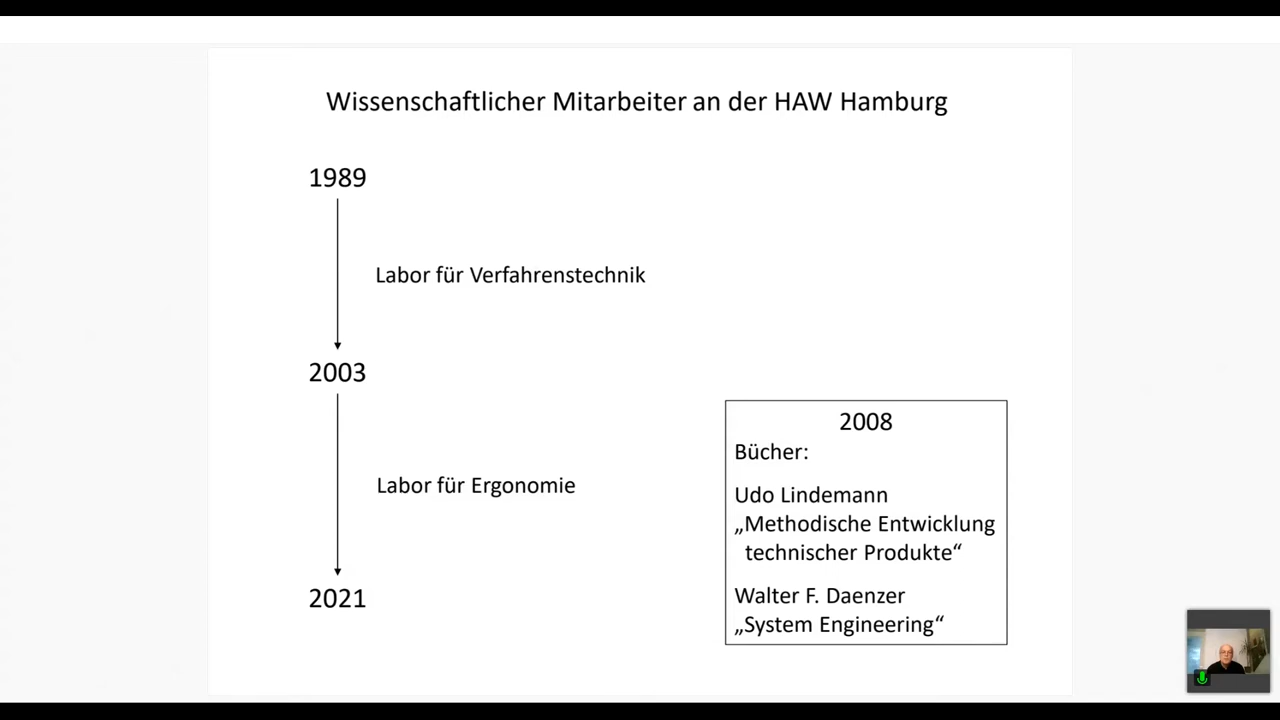 Wissenschaftlicher Mitarbeiter an der HAW Hamburg
1989
Labor für Verfahrenstechnik
2003
Labor für Ergonomie
2021
2008
Bücher:
Udo Lindemann
„Methodische Entwicklung
technischer Produkte“
Walter F. Daenzer
„System Engineering“